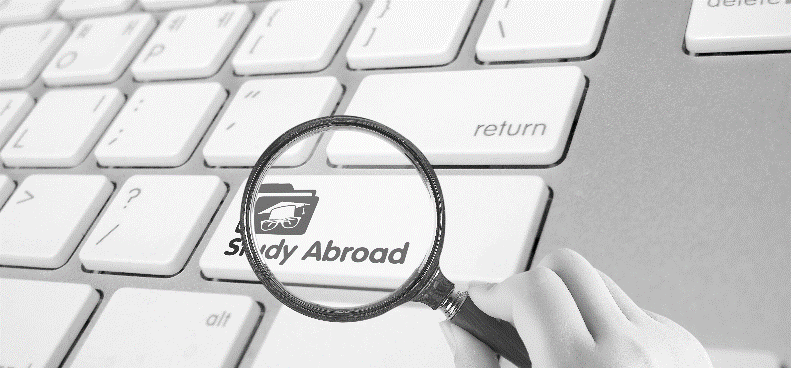 delete
O
P
{
[
}
]
\
return
L
:
;
"
'
>
?
/
Study Abroad
alt